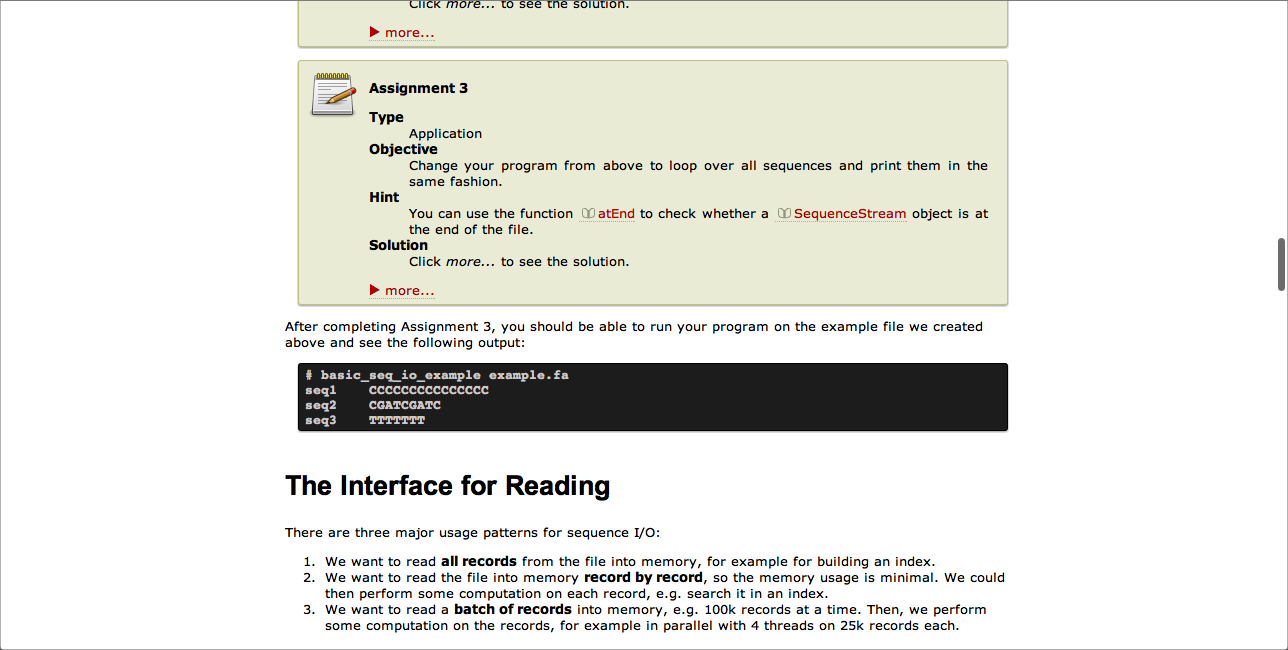 Click more... to see the solution.
▶ more...
Assignment 3
Type
Application
Objective
Change your program from above to loop over all sequences and print them in the
same fashion.
Hint
You can use the function atEnd to check whether a SequenceStream object is at
the end of the file.
Solution
Click more... to see the solution.
▶ more...
After completing Assignment 3, you should be able to run your program on the example file we created
above and see the following output:
# basic_seq_io_example example.fa
seq1    CCCCCCCCCCCCCCC
seq2    CGATCGATC
seq3    TTTTTTT
The Interface for Reading
There are three major usage patterns for sequence I/O:
1. We want to read all records from the file into memory, for example for building an index.
2. We want to read the file into memory record by record, so the memory usage is minimal. We could
then perform some computation on each record, e.g. search it in an index.
3. We want to read a batch of records into memory, e.g. 100k records at a time. Then, we perform
some computation on the records, for example in parallel with 4 threads on 25k records each.